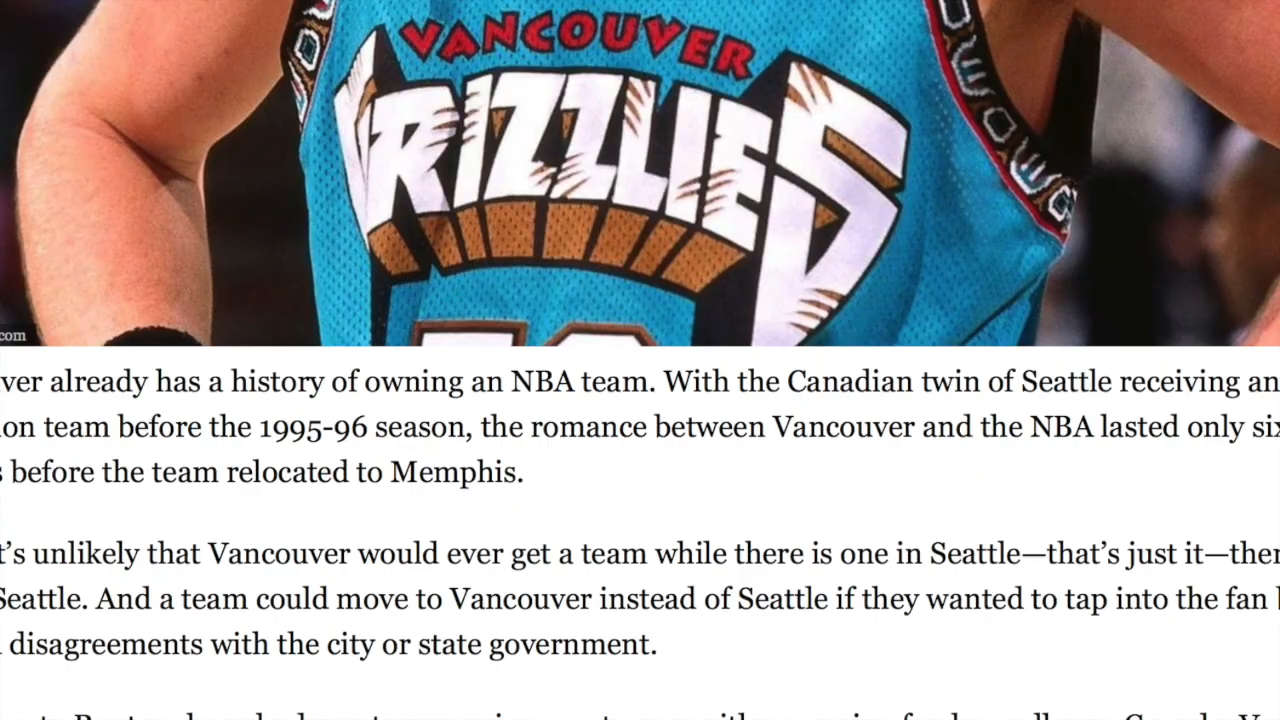 VANCOUVER
GRIZZLIES
com
ver already has a history of owning an NBA team. With the Canadian twin of Seattle receiving an
on team before the 1995-96 season, the romance between Vancouver and the NBA lasted only six
s before the team relocated to Memphis.
t's unlikely that Vancouver would ever get a team while there is one in Seattle—that's just it—ther
Seattle. And a team could move to Vancouver instead of Seattle if they wanted to tap into the fan
disagreements with the city or state government.